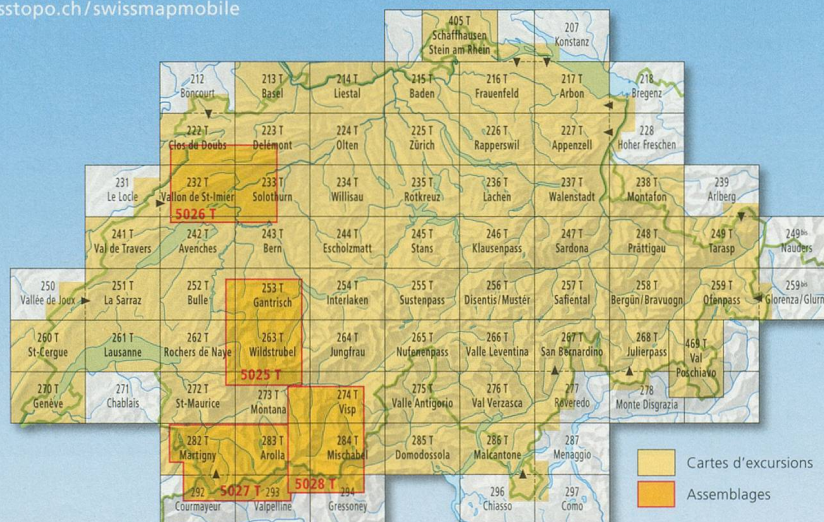 sstopo.ch/swissmapmobile
405 T
Schaffhausen
Stein am Rhein
207
Konstanz
212
Boncourt
213 T
Basel
214 T
Liestal
215 T
Baden
216 T
Frauenfeld
217 T
Arbon
218
Bregenz
222 T
Clos du Doubs
223 T
Delémont
224 T
Olten
225 T
Zürich
226 T
Rapperswil
227 T
Appenzell
228
Hoher Freschen
231
Le Locle
232 T
Vallon de St-Imier
233 T
Solothurn
234 T
Willisau
235 T
Rotkreuz
236 T
Lachen
237 T
Walenstadt
238 T
Montafon
239
Arlberg
5026 T
241 T
Val de Travers
242 T
Avenches
243 T
Bern
244 T
Escholzmatt
245 T
Stans
246 T
Klausenpass
247 T
Sardona
248 T
Prättigau
249 T
Tarasp
249 bis
Nauders
250
Vallée de Joux
251 T
La Sarraz
252 T
Bulle
253 T
Gantrisch
254 T
Interlaken
255 T
Sustenpass
256 T
Disentis/Mustér
257 T
Safiental
258 T
Bergün/Bravuogn
259 T
Ofenpass
259 bis
Glorenza/Glurn
260 T
St-Cergue
261 T
Lausanne
262 T
Rochers de Naye
263 T
Wildstrubel
264 T
Jungfrau
265 T
Nufenenpass
266 T
Valle Leventina
267 T
San Bernardino
268 T
Julierpass
469 T
Val
Poschiavo
5025 T
270 T
Genève
271
Chablais
272 T
St-Maurice
273 T
Montana
274 T
Visp
275 T
Valle Antigorio
276 T
Val Verzasca
277
Roveredo
278
Monte Disgrazia
282 T
Martigny
283 T
Arolla
284 T
Mischabel
285 T
Domodossola
286 T
Malcantone
287
Menaggio
Cartes d'excursions
Assemblages
292
Courmayeur
5027 T
293
Valpelline
5028 T
294
Gressoney
296
Chiasso
297
Como